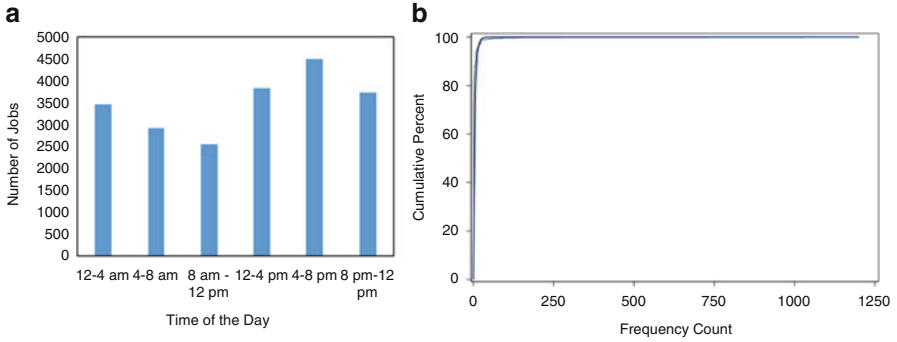 a
5000
4500
4000
3500
3000
2500
2000
1500
1000
500
0
Number of Jobs
12-4 am 4-8 am 8 am - 12-4 pm 4-8 pm 8 pm-12
12 pm pm
Time of the Day
b
100
80
60
40
20
0
Cumulative Percent
0 250 500 750 1000 1250
Frequency Count